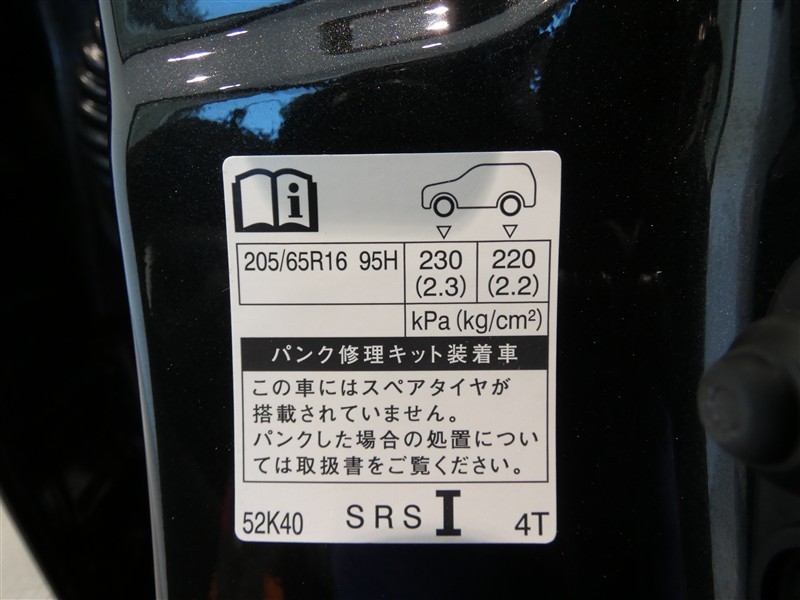 i
205/65R16 95H 230 220
(2.3) (2.2)
kPa (kg/cm²)
パンク修理キット装着車
この車にはスペアタイヤが
搭載されていません。
パンクした場合の処置につい
ては取扱書をご覧ください。
52K40 SRS I 4T